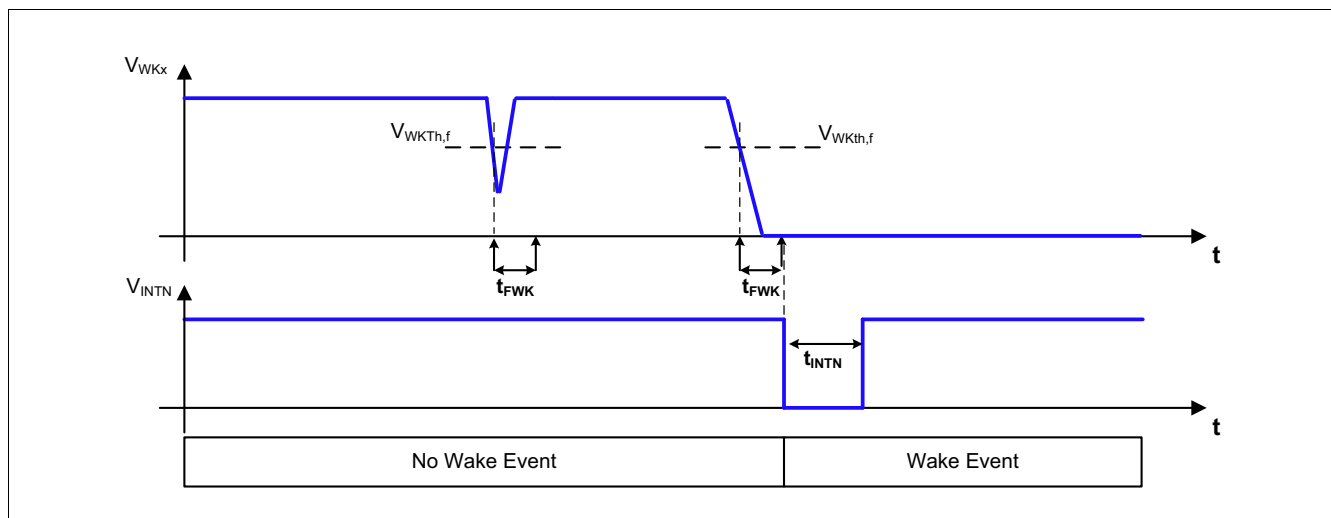 VWKx
VWKTh,f
VWKth,f
t
tFWK
tFWK
VINTN
tINTN
t
No Wake Event
Wake Event